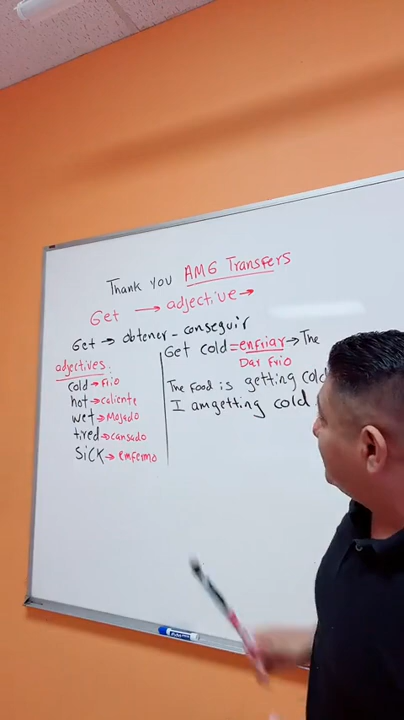 Thank you AMG Transfers
Get → adjective →
Get → obtener - conseguir
adjectives:
cold → Frio
hot → caliente
wet → Mojado
tired → cansado
SiCK → enfermo
Get cold = enfriar → The
Dar Frio
The Food is getting cold
I am getting cold